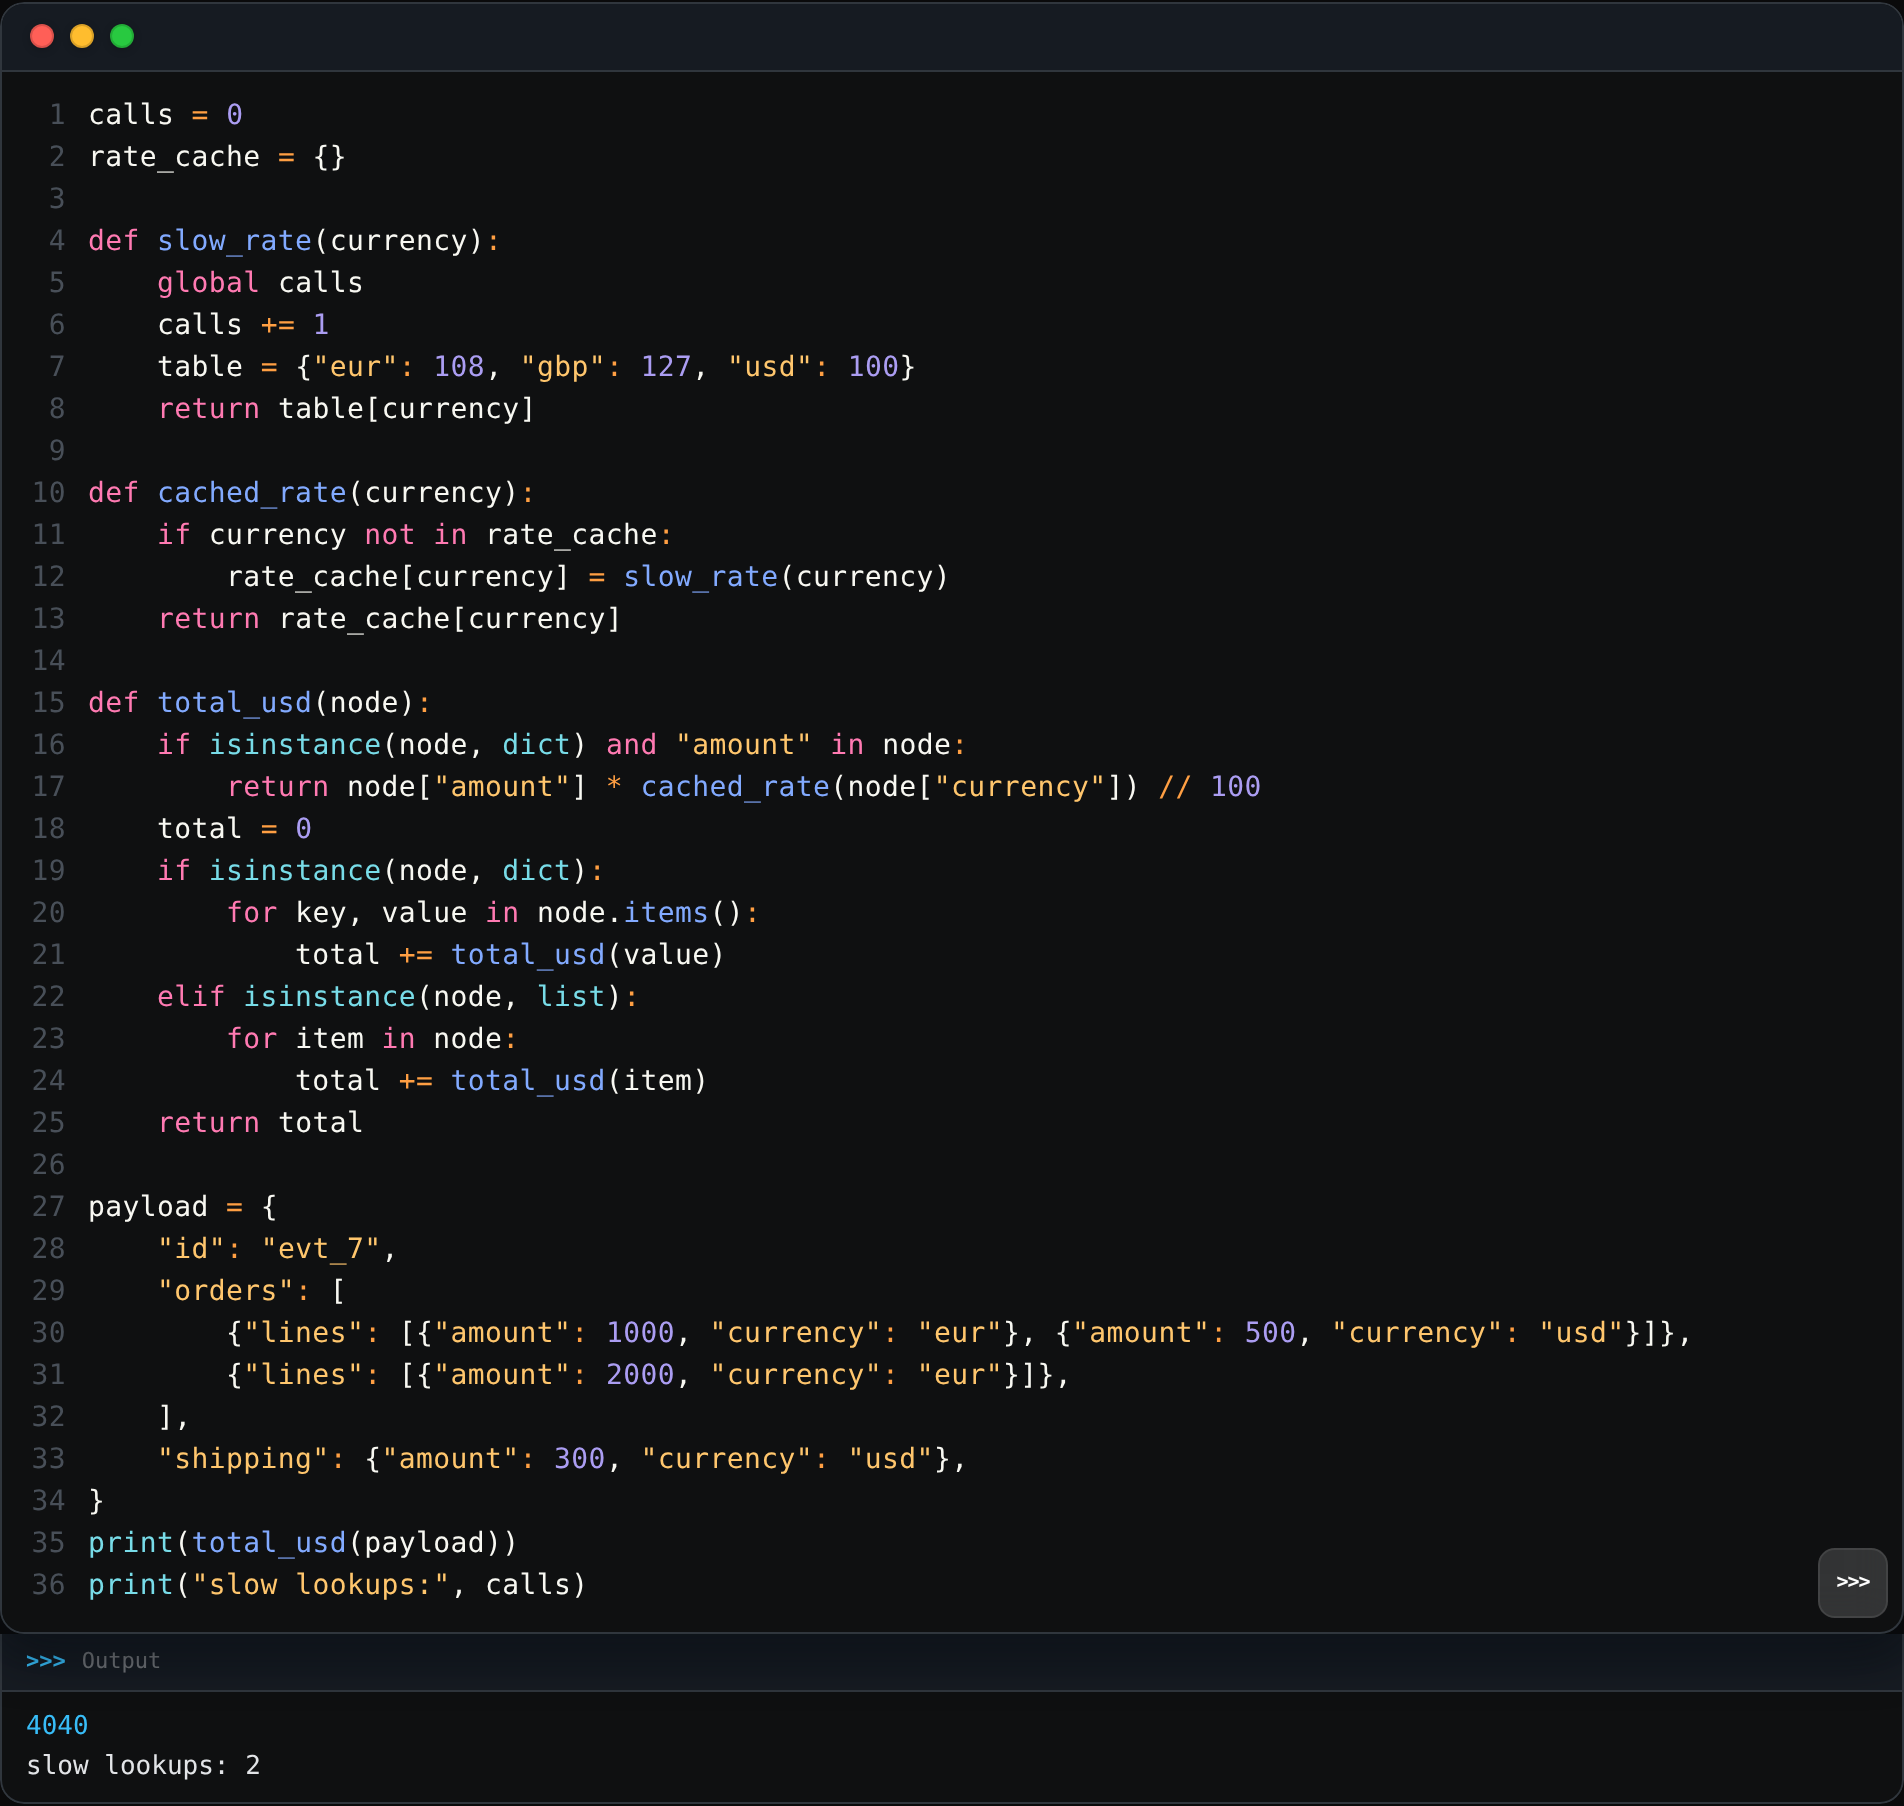 1 calls = 0
2 rate_cache = {}
3
4 def slow_rate(currency):
5     global calls
6     calls += 1
7     table = {"eur": 108, "gbp": 127, "usd": 100}
8     return table[currency]
9
10 def cached_rate(currency):
11     if currency not in rate_cache:
12         rate_cache[currency] = slow_rate(currency)
13     return rate_cache[currency]
14
15 def total_usd(node):
16     if isinstance(node, dict) and "amount" in node:
17         return node["amount"] * cached_rate(node["currency"]) // 100
18     total = 0
19     if isinstance(node, dict):
20         for key, value in node.items():
21             total += total_usd(value)
22     elif isinstance(node, list):
23         for item in node:
24             total += total_usd(item)
25     return total
26
27 payload = {
28     "id": "evt_7",
29     "orders": [
30         {"lines": [{"amount": 1000, "currency": "eur"}, {"amount": 500, "currency": "usd"}]},
31         {"lines": [{"amount": 2000, "currency": "eur"}]},
32     ],
33     "shipping": {"amount": 300, "currency": "usd"},
34 }
35 print(total_usd(payload))
36 print("slow lookups:", calls)
>>>
>>> Output
4040
slow lookups: 2